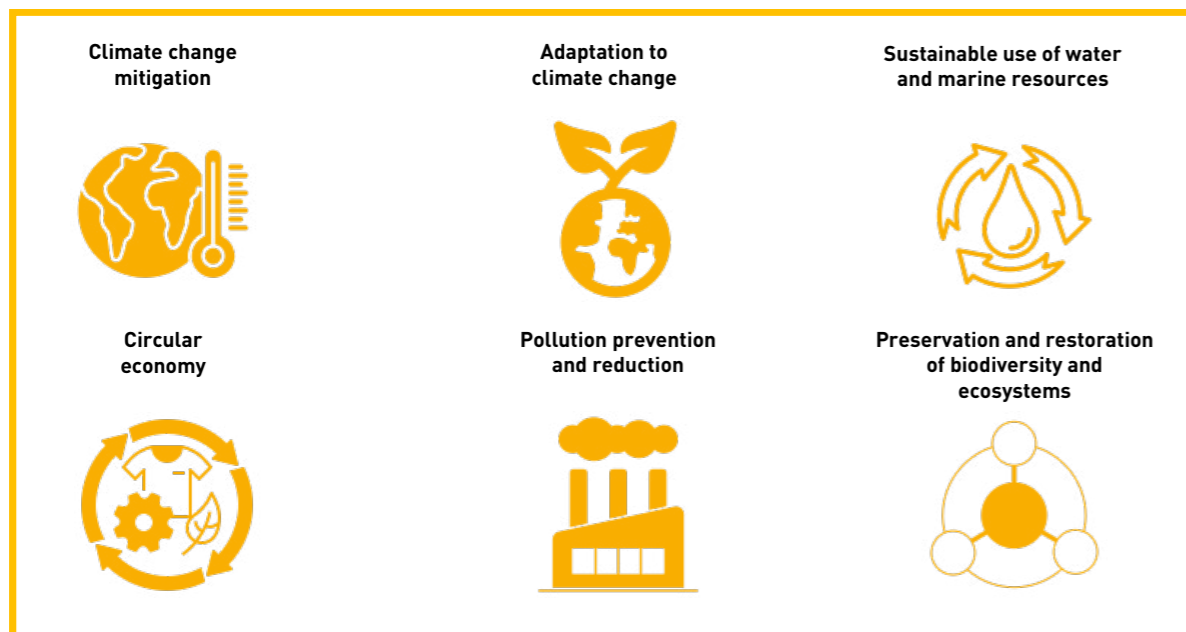 Climate change
mitigation
Adaptation to
climate change
Sustainable use of water
and marine resources
Circular
economy
Pollution prevention
and reduction
Preservation and restoration
of biodiversity and
ecosystems